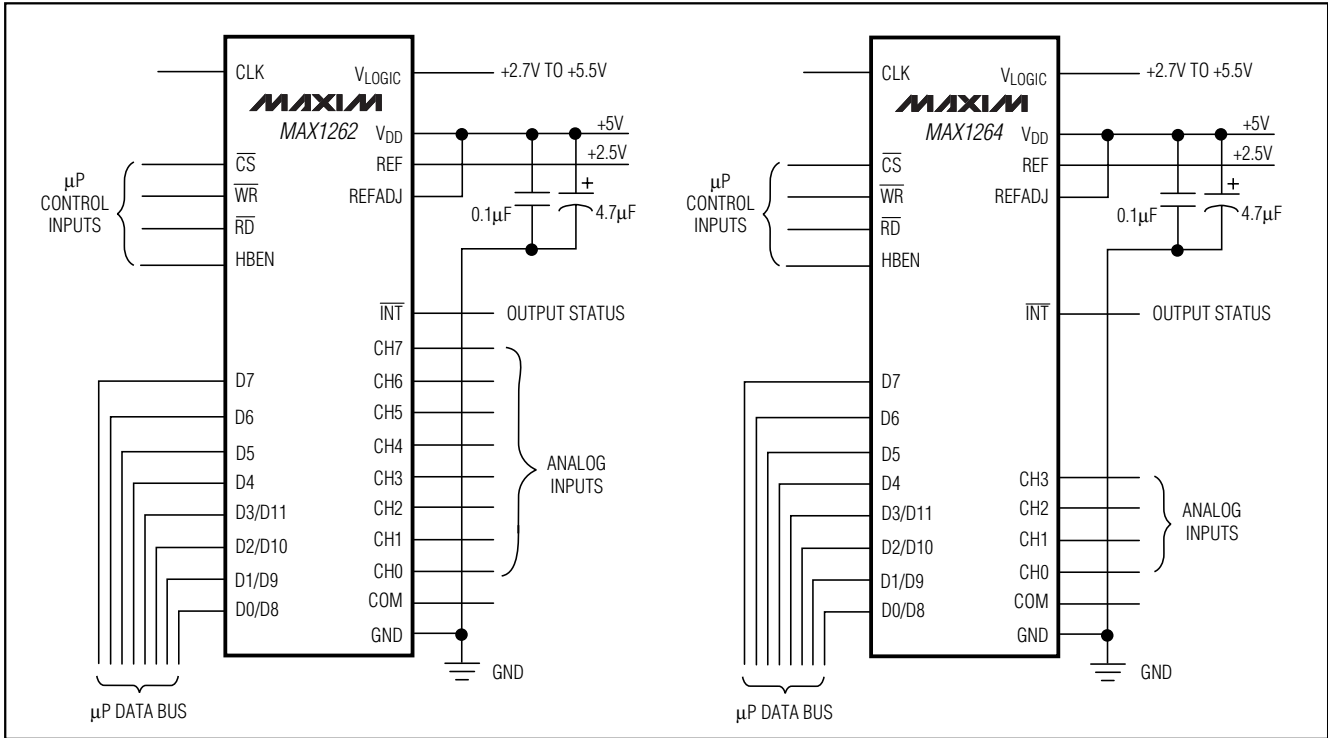 CLK
VLOGIC
+2.7V TO +5.5V
MAXIM
MAX1262
VDD
+5V
CS
REF
+2.5V
µP
CONTROL
INPUTS
WR
REFADJ
+
RD
0.1µF
4.7µF
HBEN
INT
OUTPUT STATUS
CH7
D7
CH6
D6
CH5
D5
CH4
D4
CH3
ANALOG
INPUTS
D3/D11
CH2
D2/D10
CH1
D1/D9
CH0
D0/D8
COM
GND
GND
µP DATA BUS
CLK
VLOGIC
+2.7V TO +5.5V
MAXIM
MAX1264
VDD
+5V
CS
REF
+2.5V
µP
CONTROL
INPUTS
WR
REFADJ
+
RD
0.1µF
4.7µF
HBEN
INT
OUTPUT STATUS
D7
D6
D5
D4
CH3
D3/D11
CH2
ANALOG
INPUTS
D2/D10
CH1
D1/D9
CH0
D0/D8
COM
GND
GND
µP DATA BUS